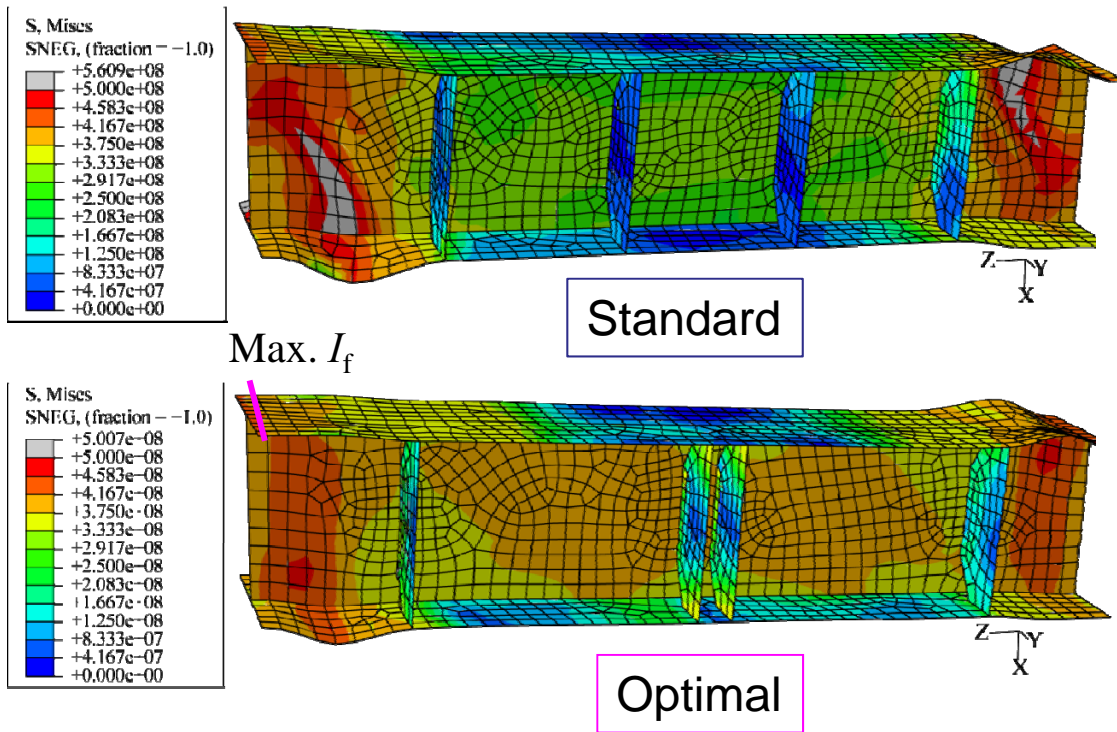 S, Mises
SNEG, (fraction = −1.0)
+5.609e+08
+5.000e+08
+4.583e+08
+4.167e+08
+3.750e+08
+3.333e+08
+2.917e+08
+2.500e+08
+2.083e+08
+1.667e+08
+1.250e+08
+8.333e+07
+4.167e+07
+0.000e+00
Z
Y
X
Standard
Max. If
S, Mises
SNEG, (fraction = −1.0)
+5.007e−08
+5.000e−08
+4.583e−08
+4.167e−08
+3.750e−08
+3.333e−08
+2.917e−08
+2.500e−08
+2.083e−08
+1.667e−08
+1.250e−08
+8.333e−07
+4.167e−07
+0.000e−00
Z
Y
X
Optimal